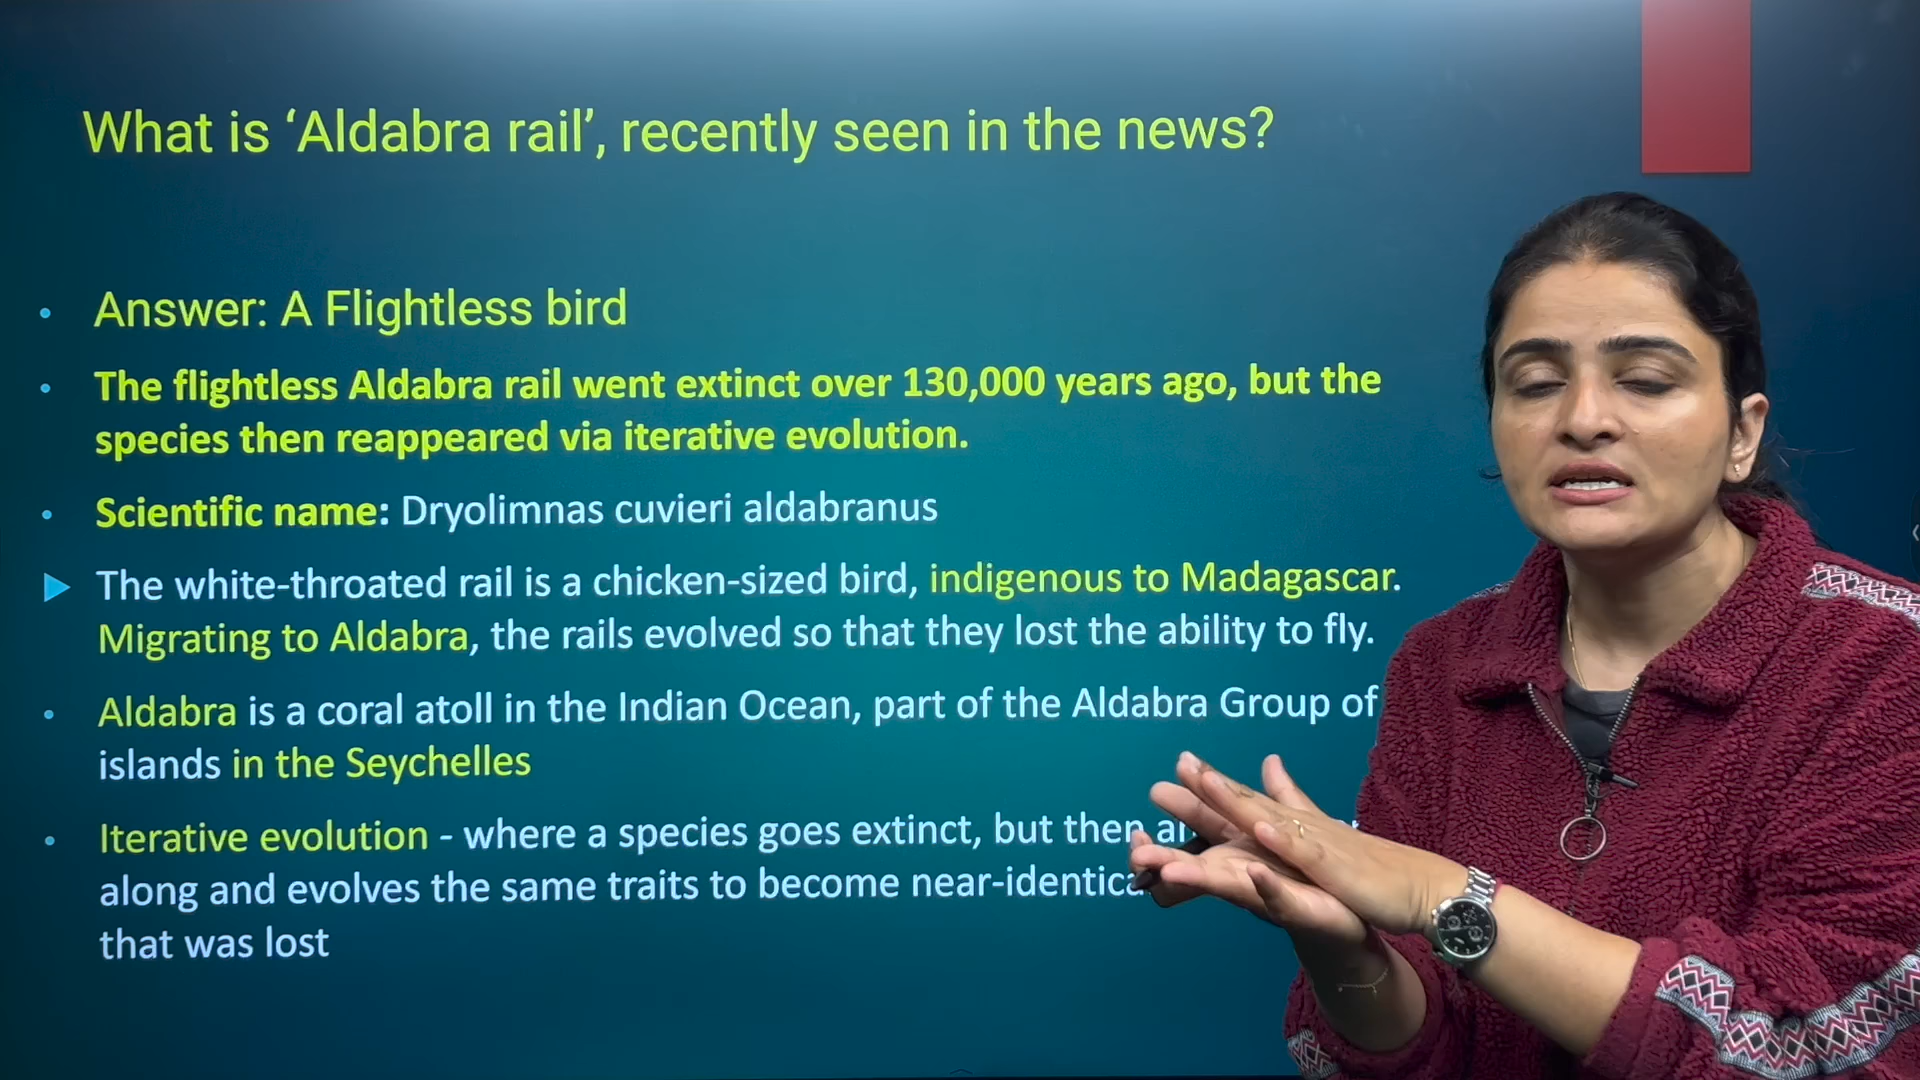 What is ‘Aldabra rail’, recently seen in the news?
Answer: A Flightless bird
The flightless Aldabra rail went extinct over 130,000 years ago, but the
species then reappeared via iterative evolution.
Scientific name: Dryolimnas cuvieri aldabranus
The white-throated rail is a chicken-sized bird, indigenous to Madagascar.
Migrating to Aldabra, the rails evolved so that they lost the ability to fly.
Aldabra is a coral atoll in the Indian Ocean, part of the Aldabra Group of
islands in the Seychelles
Iterative evolution - where a species goes extinct, but then
along and evolves the same traits to become
that was lost